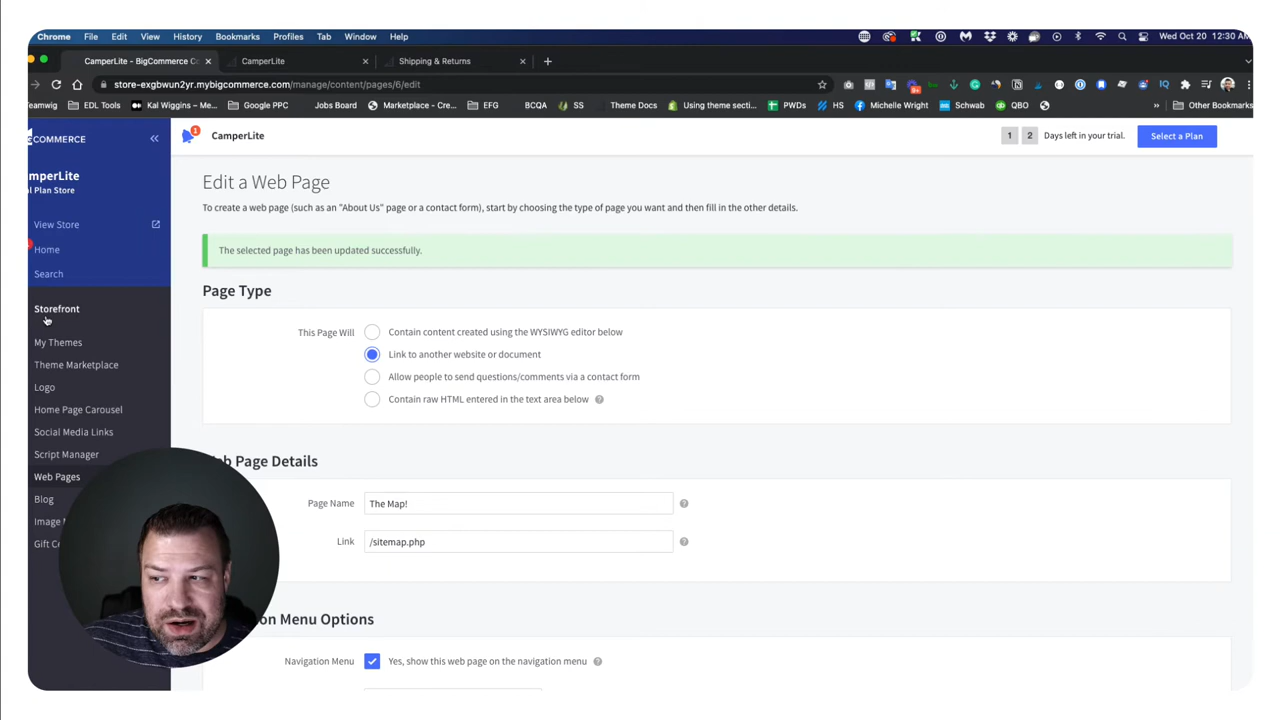 Chrome File Edit View History Bookmarks Profiles Tab Window Help Wed Oct 20 12:30 AM
CamperLite - BigCommerce Co CamperLite Shipping & Returns
store-exgbwun2yr.mybigcommerce.com/manage/content/pages/6/edit
Teamwig EDL Tools Kal Wiggins – Me... Google PPC Jobs Board Marketplace - Cre... EFG BCQA SS Theme Docs Using theme secti... PWDs HS Michelle Wright Schwab QBO Other Bookmarks
COMMERCE
1
CamperLite
1 2 Days left in your trial.
Select a Plan
mperLite
al Plan Store
View Store
Home
Search
Storefront
My Themes
Theme Marketplace
Logo
Home Page Carousel
Social Media Links
Script Manager
Web Pages
Blog
Image M
Gift Ce
Edit a Web Page
To create a web page (such as an "About Us" page or a contact form), start by choosing the type of page you want and then fill in the other details.
The selected page has been updated successfully.
Page Type
This Page Will
Contain content created using the WYSIWYG editor below
Link to another website or document
Allow people to send questions/comments via a contact form
Contain raw HTML entered in the text area below
eb Page Details
Page Name The Map!
Link /sitemap.php
on Menu Options
Navigation Menu Yes, show this web page on the navigation menu